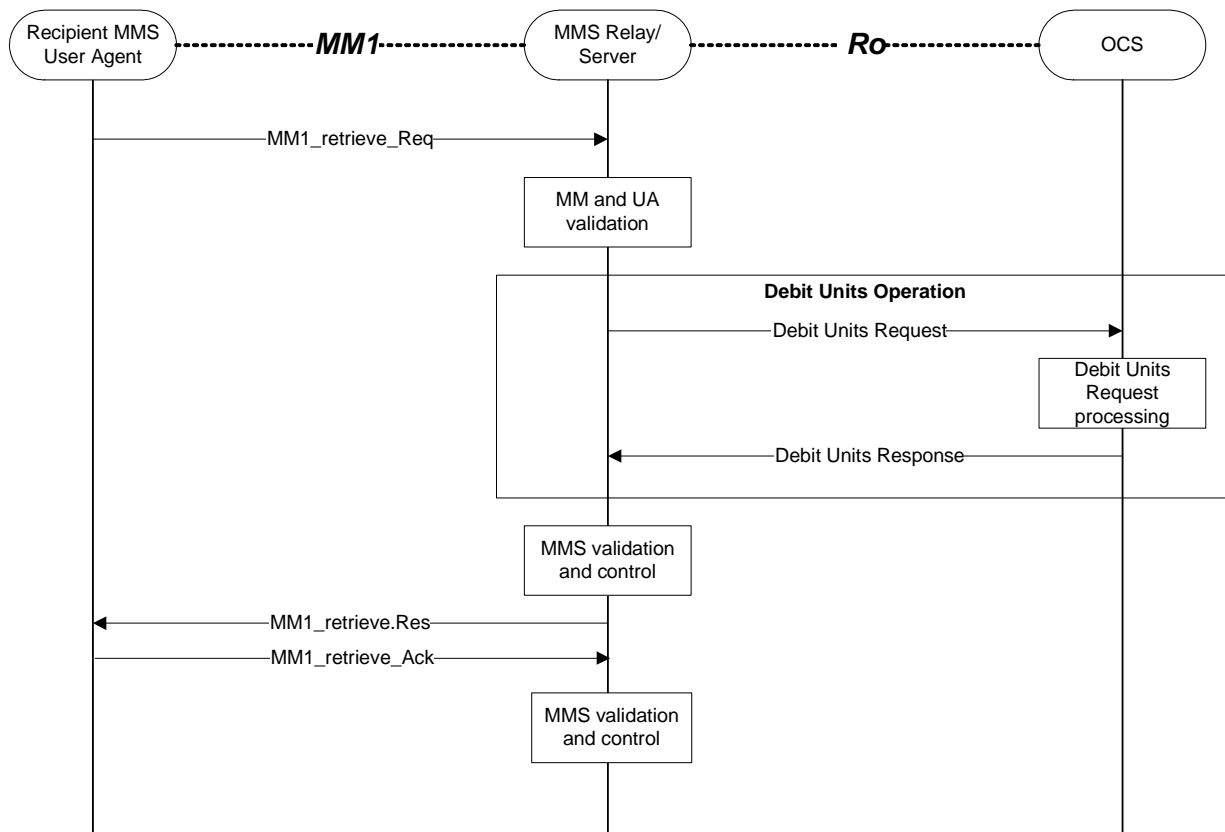 Recipient MMS
User Agent
MM1
MMS Relay/
Server
Ro
OCS
MM1_retrieve_Req
MM and UA
validation
Debit Units Operation
Debit Units Request
Debit Units
Request
processing
Debit Units Response
MMS validation
and control
MM1_retrieve.Res
MM1_retrieve_Ack
MMS validation
and control